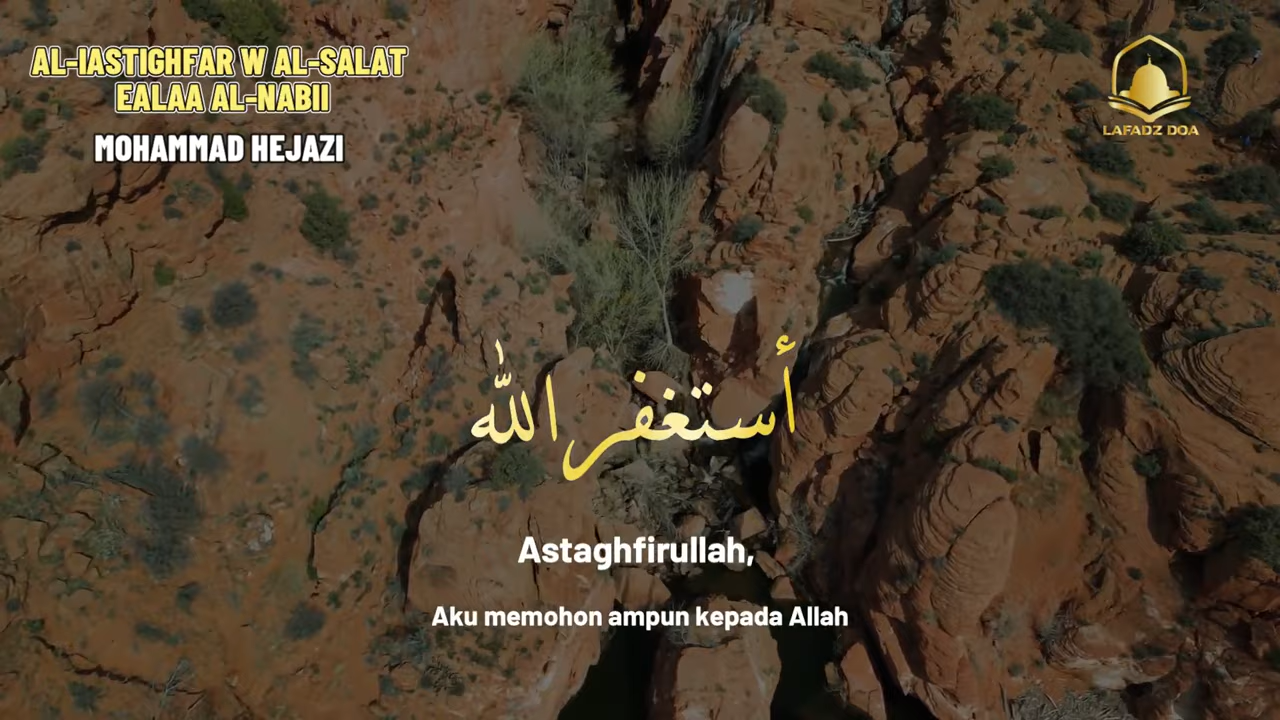 AL-IASTIGHFAR W AL-SALAT
EALAA AL-NABII
MOHAMMAD HEJAZI
LAFADZ DOA
أستغفر الله
Astaghfirullah,
Aku memohon ampun kepada Allah